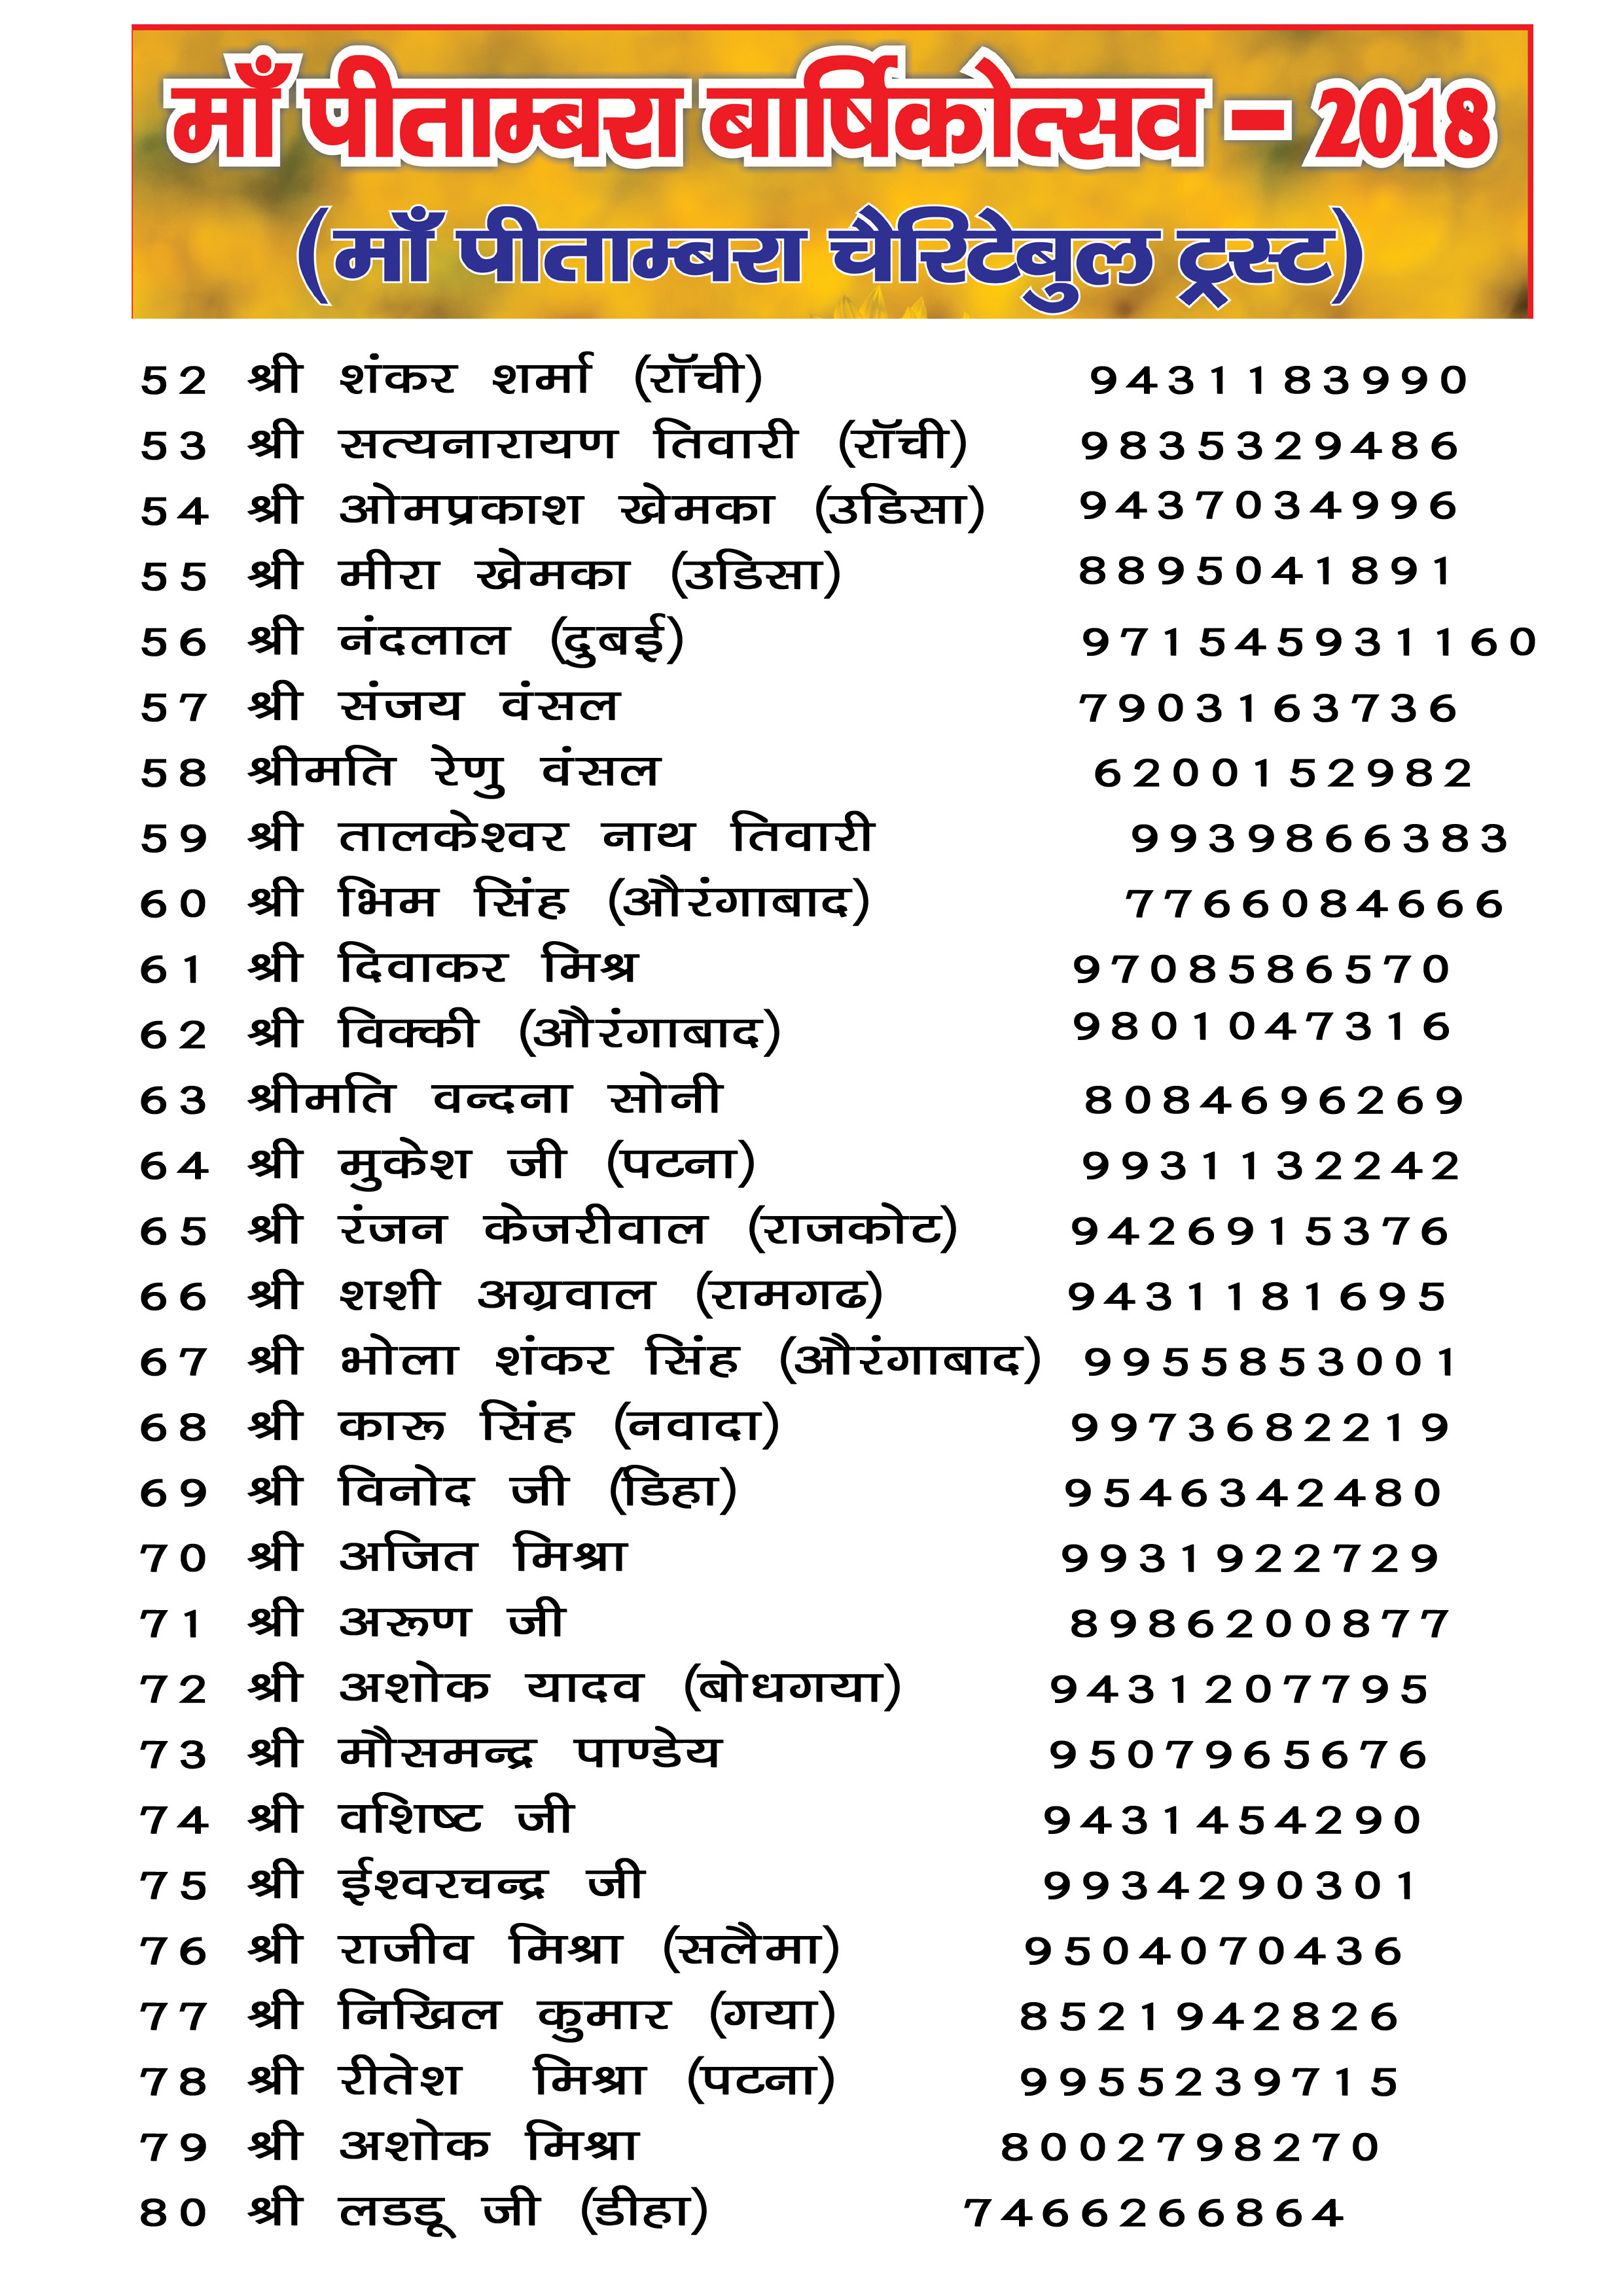 माँ पीताम्बरा बार्षिकोत्सव - 2018
(माँ पीताम्बरा चैरिटेबुल ट्रस्ट)
52 श्री शंकर शर्मा (रॉची) 9431183990
53 श्री सत्यनारायण तिवारी (रॉची) 9835329486
54 श्री ओमप्रकाश खेमका (उडिसा) 9437034996
55 श्री मीरा खेमका (उडिसा) 8895041891
56 श्री नंदलाल (दुबई) 971545931160
57 श्री संजय वंसल 7903163736
58 श्रीमति रेणु वंसल 6200152982
59 श्री तालकेश्वर नाथ तिवारी 9939866383
60 श्री भिम सिंह (औरंगाबाद) 7766084666
61 श्री दिवाकर मिश्र 9708586570
62 श्री विक्की (औरंगाबाद) 9801047316
63 श्रीमति वन्दना सोनी 8084696269
64 श्री मुकेश जी (पटना) 9931132242
65 श्री रंजन केजरीवाल (राजकोट) 9426915376
66 श्री शशी अग्रवाल (रामगढ) 9431181695
67 श्री भोला शंकर सिंह (औरंगाबाद) 9955853001
68 श्री कारू सिंह (नवादा) 9973682219
69 श्री विनोद जी (डिहा) 9546342480
70 श्री अजित मिश्रा 9931922729
71 श्री अरूण जी 8986200877
72 श्री अशोक यादव (बोधगया) 9431207795
73 श्री मौसमन्द्र पाण्डेय 9507965676
74 श्री वशिष्ट जी 9431454290
75 श्री ईश्वरचन्द्र जी 9934290301
76 श्री राजीव मिश्रा (सलैमा) 9504070436
77 श्री निखिल कुमार (गया) 8521942826
78 श्री रीतेश मिश्रा (पटना) 9955239715
79 श्री अशोक मिश्रा 8002798270
80 श्री लडडू जी (डीहा) 7466266864